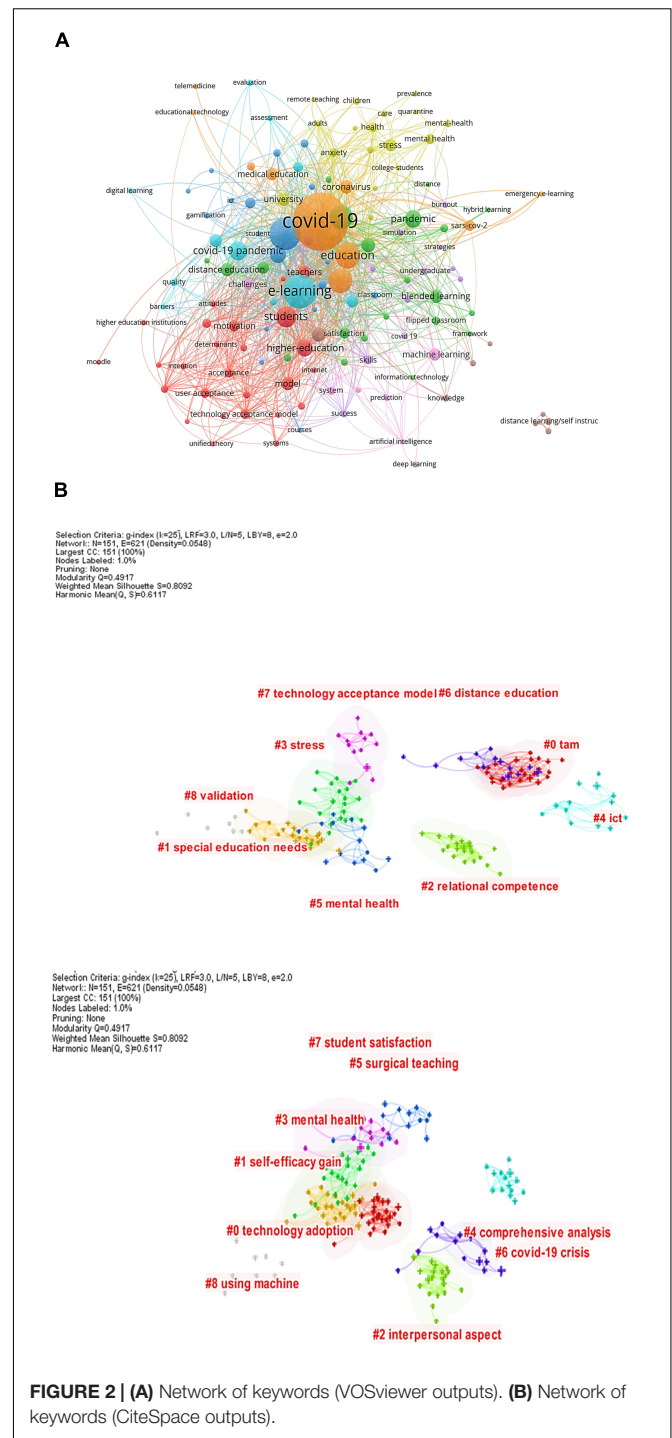 A
telemedicine
evaluation
educational technology
remote teaching
children
prevalence
assessment
adults
care
quarantine
health
mental-health
mental health
stress
anxiety
medical education
college-students
coronavirus
distance
digital learning
ict
university
emergency e-learning
burnout
hybrid learning
gamification
covid-19
pandemic
sars-cov-2
student
simulation
covid-19 pandemic
education
strategies
distance education
teachers
undergraduate
challenges
quality
e-learning
classroom
blended learning
barriers
attitudes
students
higher education institutions
motivation
satisfaction
flipped classroom
covid 19
framework
determinants
higher-education
machine learning
moodle
intention
acceptance
internet
skills
model
information technology
user acceptance
system
prediction
knowledge
technology acceptance model
success
courses
distance learning/self instruc
unified theory
systems
artificial intelligence
deep learning
B
Selection Criteria: g-index (k=25), LRF=3.0, L/N=5, LBY=8, e=2.0
Network: N=151, E=621 (Density=0.0548)
Largest CC: 151 (100%)
Nodes Labeled: 1.0%
Pruning: None
Modularity Q=0.4917
Weighted Mean Silhouette S=0.8092
Harmonic Mean(Q, S)=0.6117
#7 technology acceptance model #6 distance education
#3 stress
#0 tam
#8 validation
#4 ict
#1 special education needs
#2 relational competence
#5 mental health
Selection Criteria: g-index (k=25), LRF=3.0, L/N=5, LBY=8, e=2.0
Network: N=151, E=621 (Density=0.0548)
Largest CC: 151 (100%)
Nodes Labeled: 1.0%
Pruning: None
Modularity Q=0.4917
Weighted Mean Silhouette S=0.8092
Harmonic Mean(Q, S)=0.6117
#7 student satisfaction
#5 surgical teaching
#3 mental health
#1 self-efficacy gain
#0 technology adoption
#4 comprehensive analysis
#6 covid-19 crisis
#8 using machine
#2 interpersonal aspect
FIGURE 2 | (A) Network of keywords (VOSviewer outputs). (B) Network of
keywords (CiteSpace outputs).